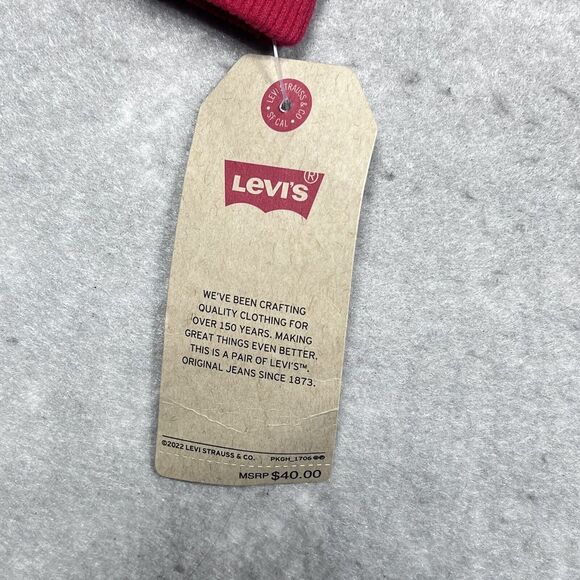 LEVI STRAUSS & CO
• SF CAL •
LEVI'S®
WE'VE BEEN CRAFTING
QUALITY CLOTHING FOR
OVER 150 YEARS. MAKING
GREAT THINGS EVEN BETTER.
THIS IS A PAIR OF LEVI'S™.
ORIGINAL JEANS SINCE 1873.
©2022 LEVI STRAUSS & CO. PKGH_1706
MSRP $40.00